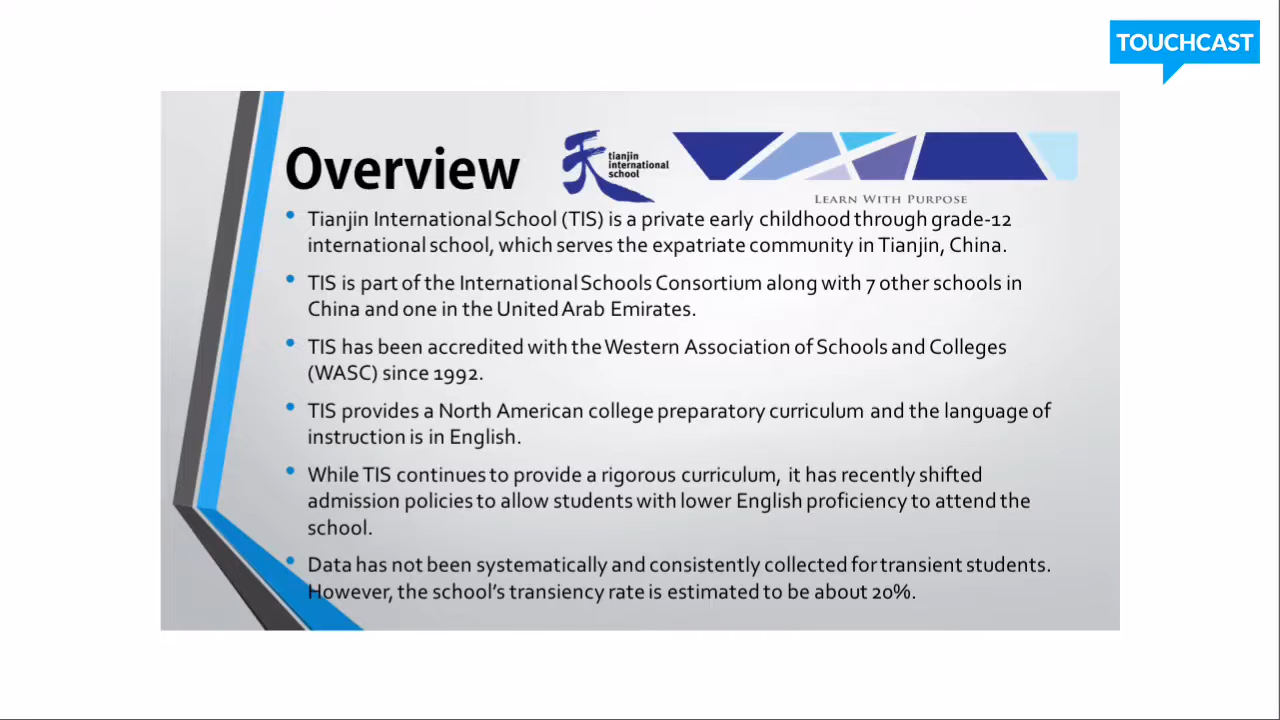 TOUCHCAST
Overview
天
tianjin
international
school
LEARN WITH PURPOSE
• Tianjin International School (TIS) is a private early childhood through grade-12
international school, which serves the expatriate community in Tianjin, China.
• TIS is part of the International Schools Consortium along with 7 other schools in
China and one in the United Arab Emirates.
• TIS has been accredited with the Western Association of Schools and Colleges
(WASC) since 1992.
• TIS provides a North American college preparatory curriculum and the language of
instruction is in English.
• While TIS continues to provide a rigorous curriculum, it has recently shifted
admission policies to allow students with lower English proficiency to attend the
school.
• Data has not been systematically and consistently collected for transient students.
However, the school's transiency rate is estimated to be about 20%.